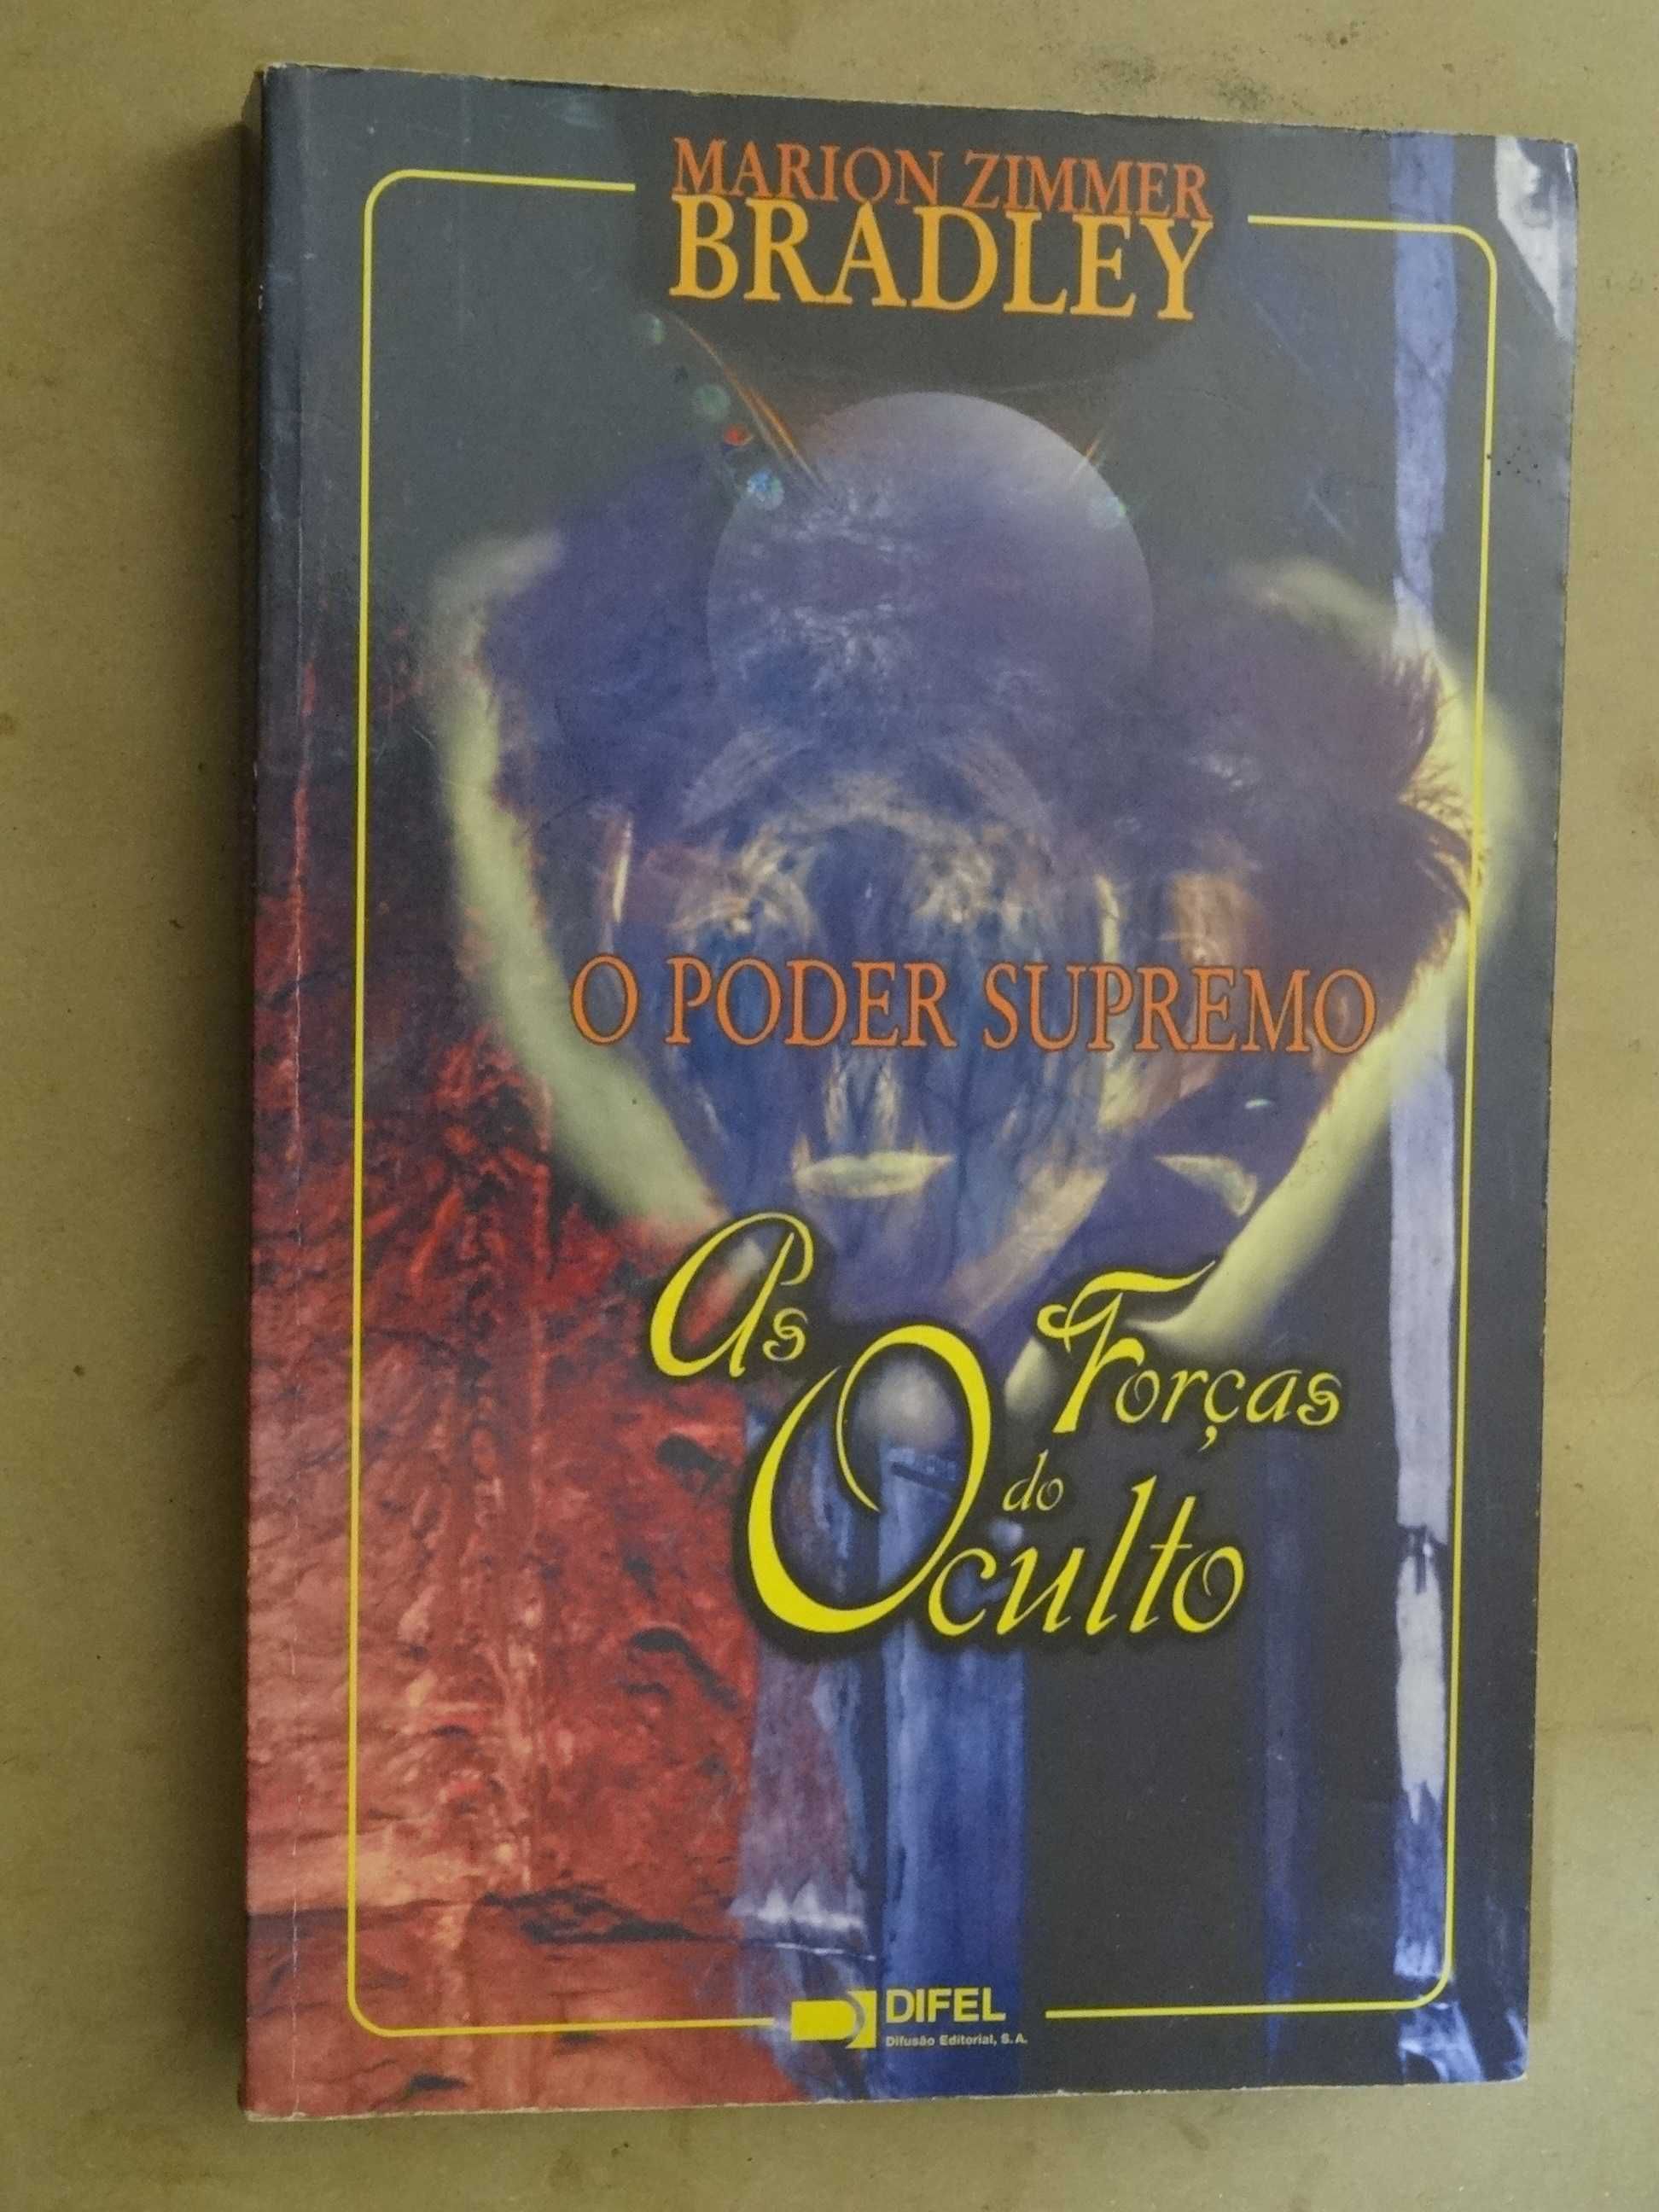 MARION ZIMMER
BRADLEY
O PODER SUPREMO
As Forças
do
Oculto
DIFEL
Difusão Editorial, S.A.